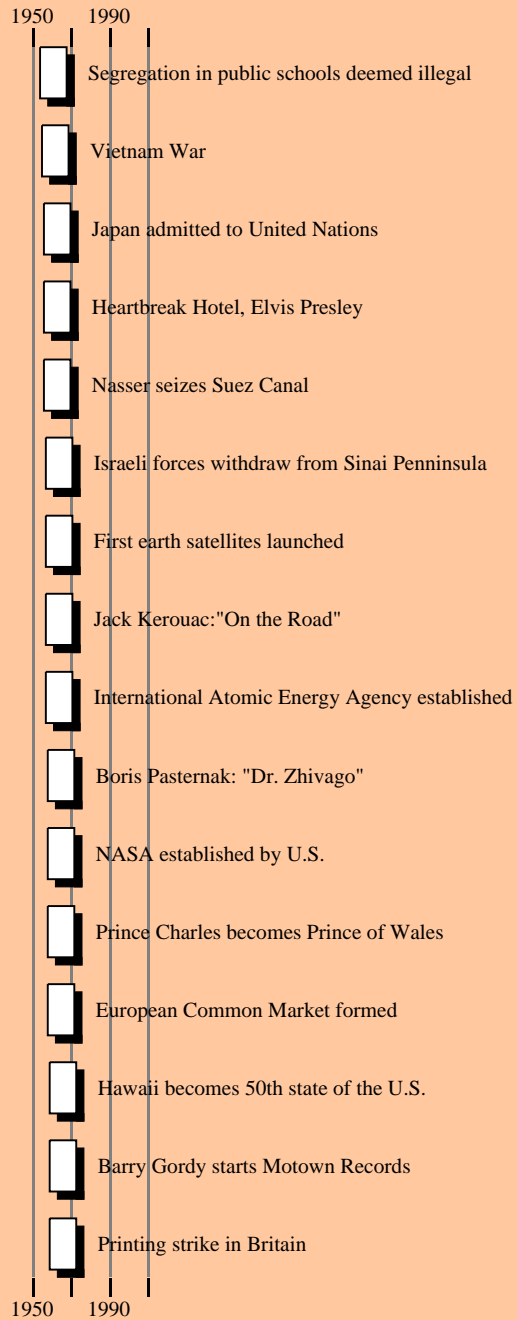 1950 1990
Segregation in public schools deemed illegal
Vietnam War
Japan admitted to United Nations
Heartbreak Hotel, Elvis Presley
Nasser seizes Suez Canal
Israeli forces withdraw from Sinai Penninsula
First earth satellites launched
Jack Kerouac:"On the Road"
International Atomic Energy Agency established
Boris Pasternak: "Dr. Zhivago"
NASA established by U.S.
Prince Charles becomes Prince of Wales
European Common Market formed
Hawaii becomes 50th state of the U.S.
Barry Gordy starts Motown Records
Printing strike in Britain
1950 1990